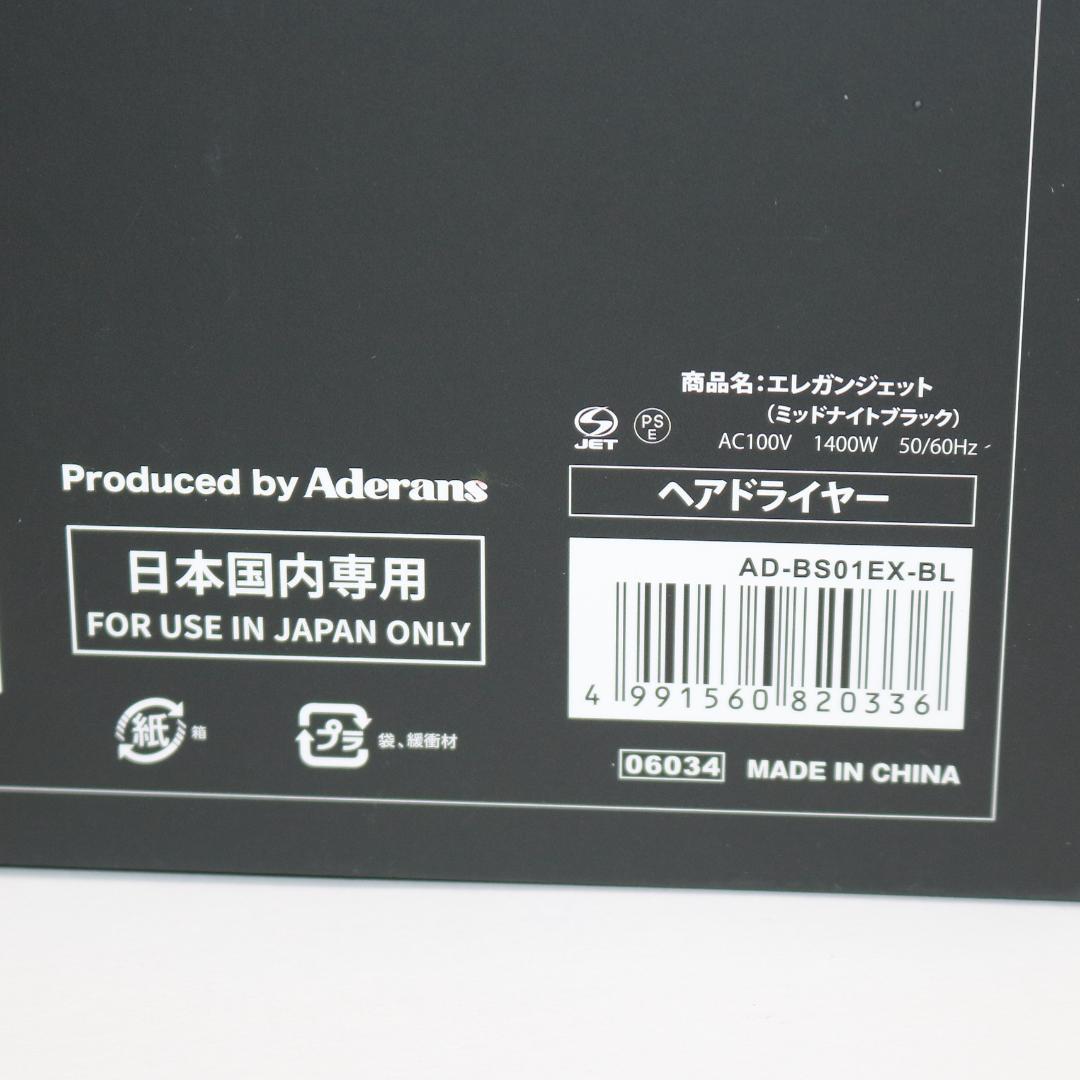 商品名：エレガンジェット
（ミッドナイトブラック）
JET
PS
E
AC100V 1400W 50/60Hz
Produced by Aderans
ヘアドライヤー
日本国内専用
FOR USE IN JAPAN ONLY
AD-BS01EX-BL
4 991560 820336
紙 箱
プラ 袋、緩衝材
06034 MADE IN CHINA